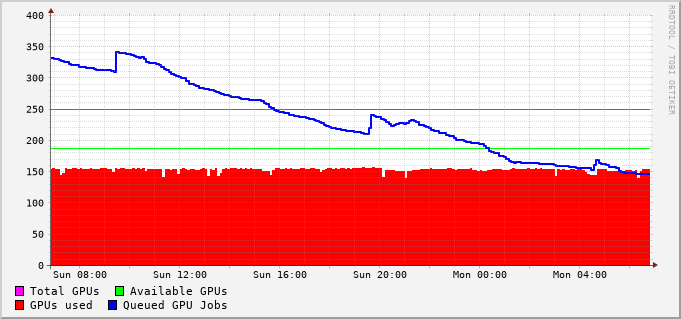 RRDTOOL / TOBI OETIKER
400
350
300
250
200
150
100
50
0
Sun 08:00 Sun 12:00 Sun 16:00 Sun 20:00 Mon 00:00 Mon 04:00
Total GPUs Available GPUs
GPUs used Queued GPU Jobs